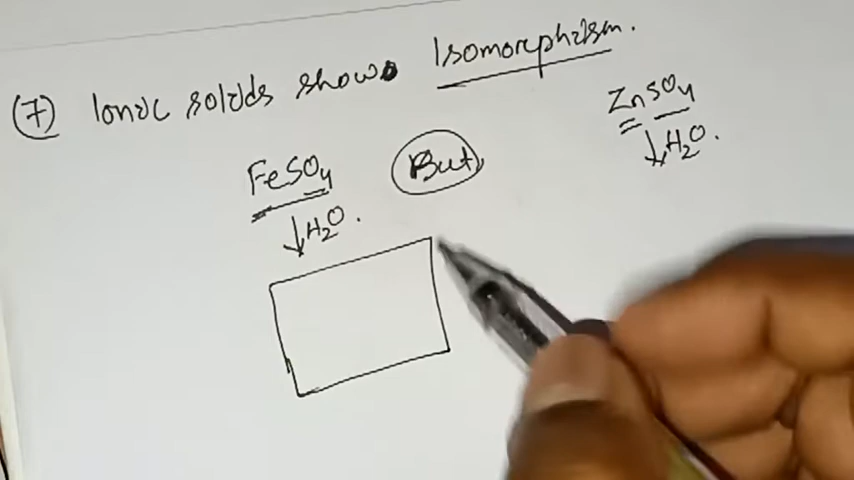 (7) Ionic solids shows Isomorphism.
FeSO4 But ZnSO4
↓H2O. ↓H2O.